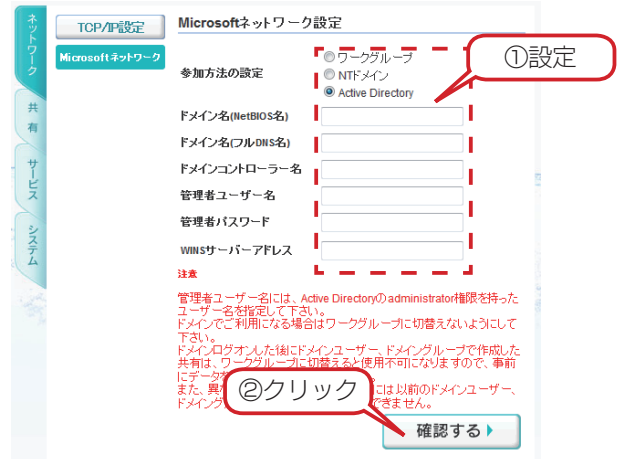 ネットワーク
共有
サービス
システム
TCP/IP設定
Microsoftネットワーク
Microsoftネットワーク設定
参加方法の設定
ワークグループ
NTドメイン
Active Directory
①設定
ドメイン名(NetBIOS名)
ドメイン名(フルDNS名)
ドメインコントローラー名
管理者ユーザー名
管理者パスワード
WINSサーバーアドレス
注意
管理者ユーザー名には、Active Directoryのadministrator権限を持った
ユーザー名を指定して下さい。
ドメインでご利用になる場合はワークグループに切替えないようにして
下さい。
ドメインログオンした後にドメインユーザー、ドメイングループで作成した
共有は、ワークグループに切替えると使用不可になりますので、事前
にデータを
また、異な には以前のドメインユーザー、
ドメイング できません。
②クリック
確認する